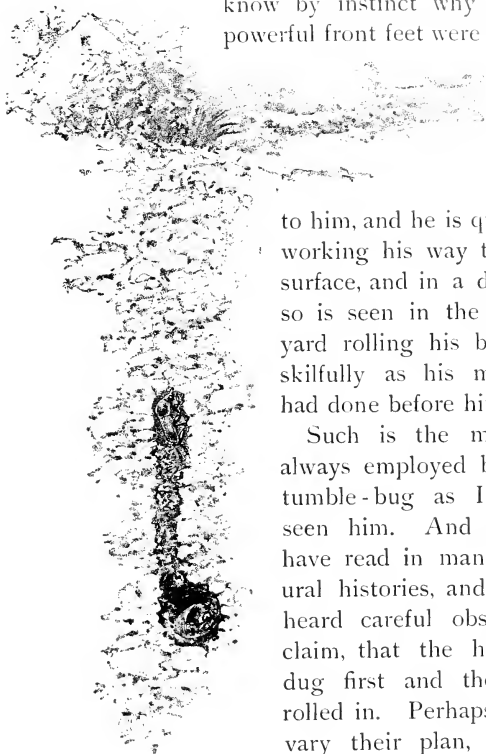 know by instinct why
powerful front feet were
to him, and he is q
working his way t
surface, and in a d
so is seen in the
yard rolling his b
skilfully as his m
had done before hi
Such is the m
always employed b
tumble-bug as I
seen him. And
have read in man
ural histories, and
heard careful obs
claim, that the h
dug first and the
rolled in. Perhaps
vary their plan,